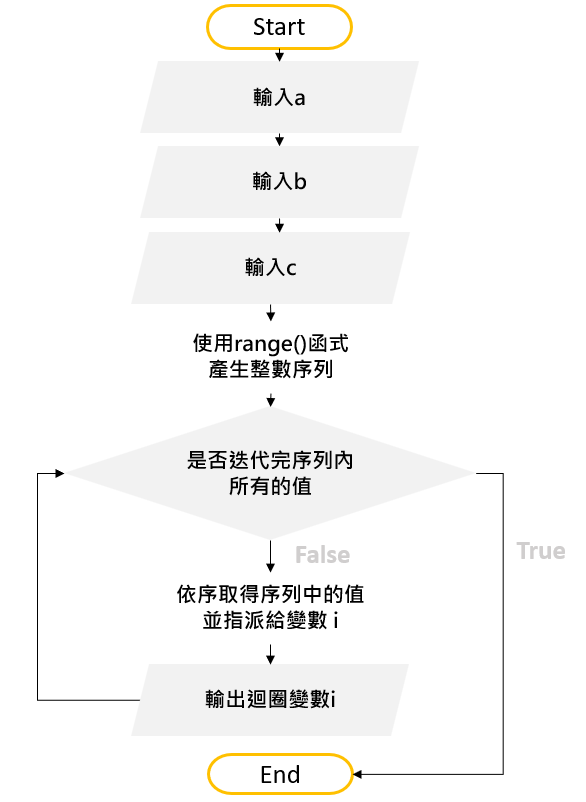 Start
輸入a
輸入b
輸入c
使用range()函式
產生整數序列
是否迭代完序列內
所有的值
False
True
依序取得序列中的值
並指派給變數 i
輸出迴圈變數i
End